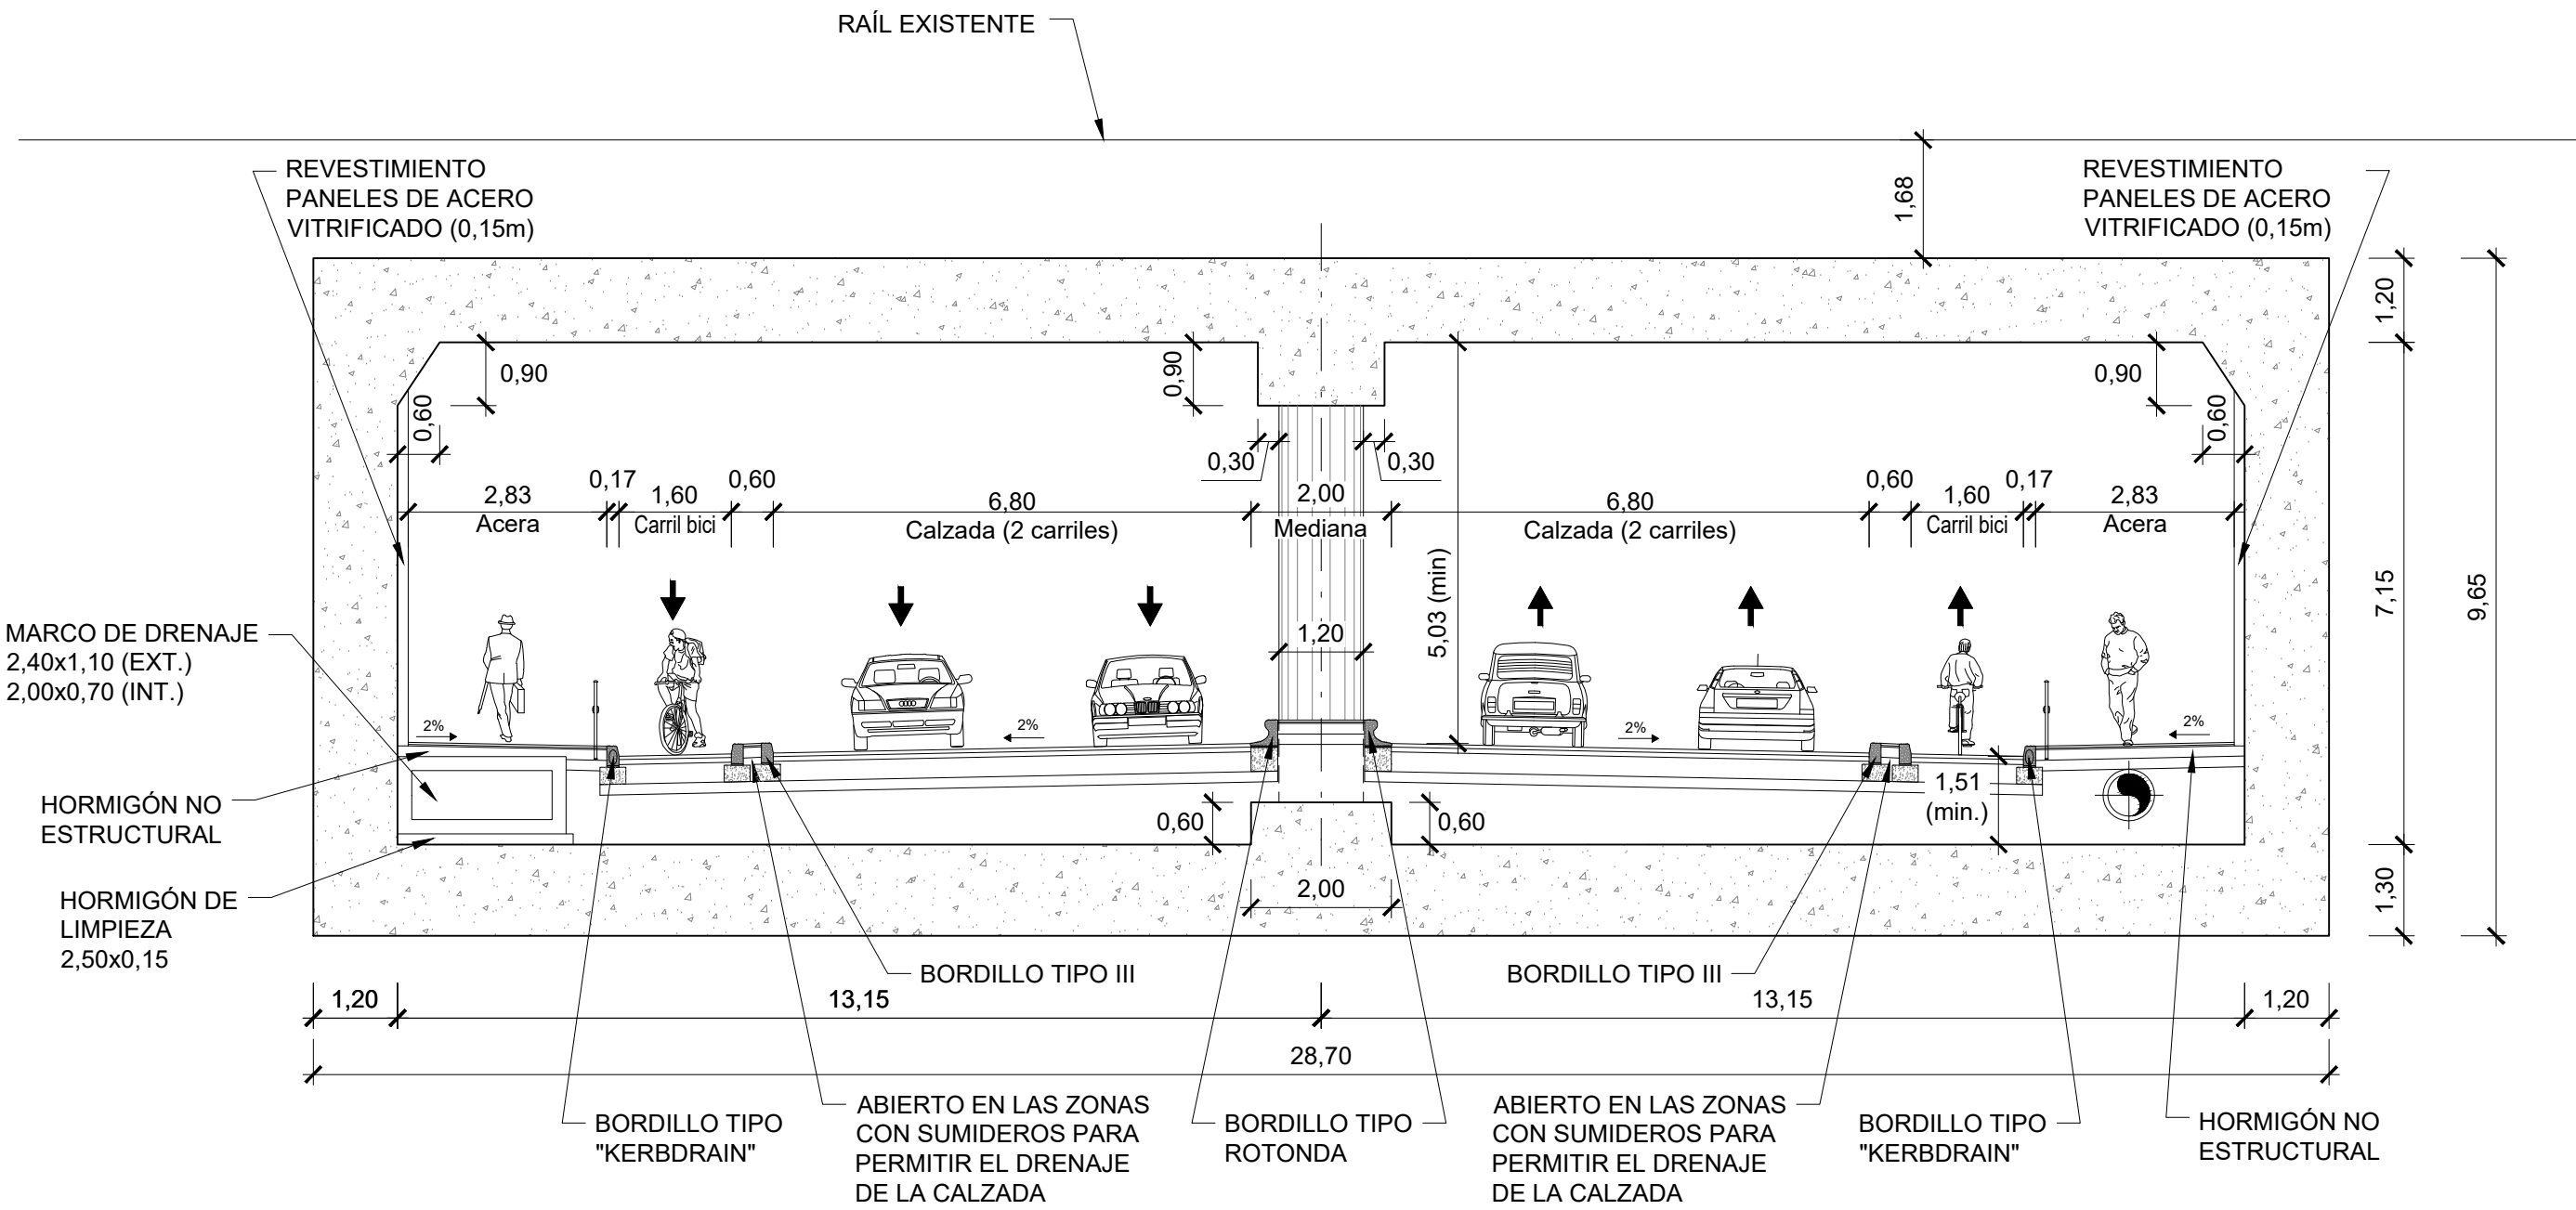 RAÍL EXISTENTE
REVESTIMIENTO
PANELES DE ACERO
VITRIFICADO (0,15m)
1,68
REVESTIMIENTO
PANELES DE ACERO
VITRIFICADO (0,15m)
1,20
0,90
0,90
0,90
0,60
0,60
0,30
0,30
2,83
Acera
0,17
1,60
Carril bici
0,60
6,80
Calzada (2 carriles)
2,00
Mediana
6,80
Calzada (2 carriles)
0,60
1,60
Carril bici
0,17
2,83
Acera
5,03 (min)
7,15
9,65
1,20
MARCO DE DRENAJE
2,40x1,10 (EXT.)
2,00x0,70 (INT.)
2%
2%
2%
2%
HORMIGÓN NO
ESTRUCTURAL
0,60
0,60
1,51
(min.)
HORMIGÓN DE
LIMPIEZA
2,50x0,15
2,00
1,30
BORDILLO TIPO III
BORDILLO TIPO III
1,20
13,15
13,15
1,20
28,70
BORDILLO TIPO
"KERBDRAIN"
ABIERTO EN LAS ZONAS
CON SUMIDEROS PARA
PERMITIR EL DRENAJE
DE LA CALZADA
BORDILLO TIPO
ROTONDA
ABIERTO EN LAS ZONAS
CON SUMIDEROS PARA
PERMITIR EL DRENAJE
DE LA CALZADA
BORDILLO TIPO
"KERBDRAIN"
HORMIGÓN NO
ESTRUCTURAL